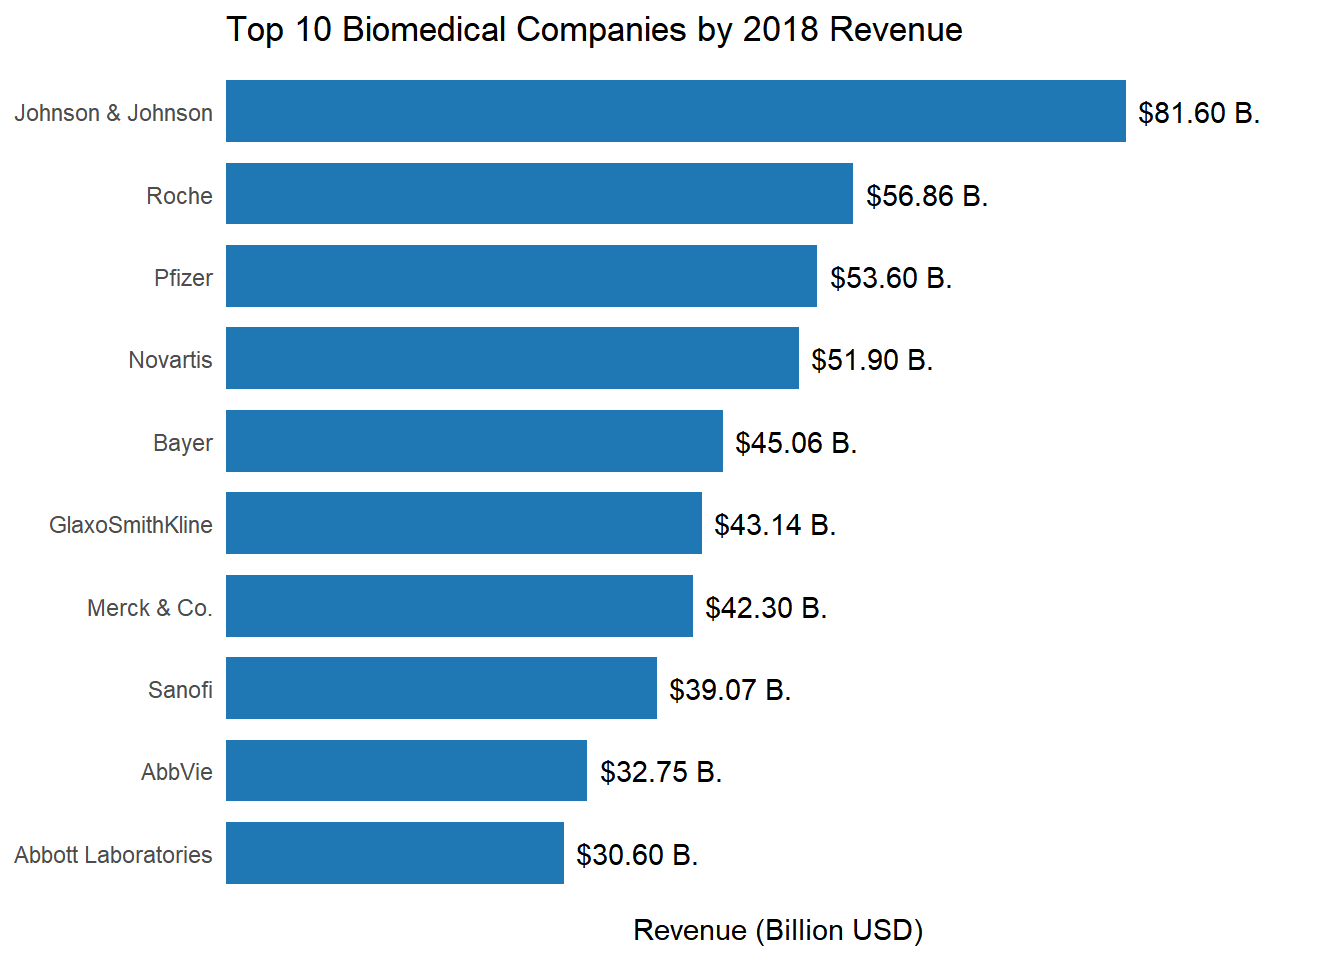 Top 10 Biomedical Companies by 2018 Revenue
Johnson & Johnson $81.60 B.
Roche $56.86 B.
Pfizer $53.60 B.
Novartis $51.90 B.
Bayer $45.06 B.
GlaxoSmithKline $43.14 B.
Merck & Co. $42.30 B.
Sanofi $39.07 B.
AbbVie $32.75 B.
Abbott Laboratories $30.60 B.
Revenue (Billion USD)